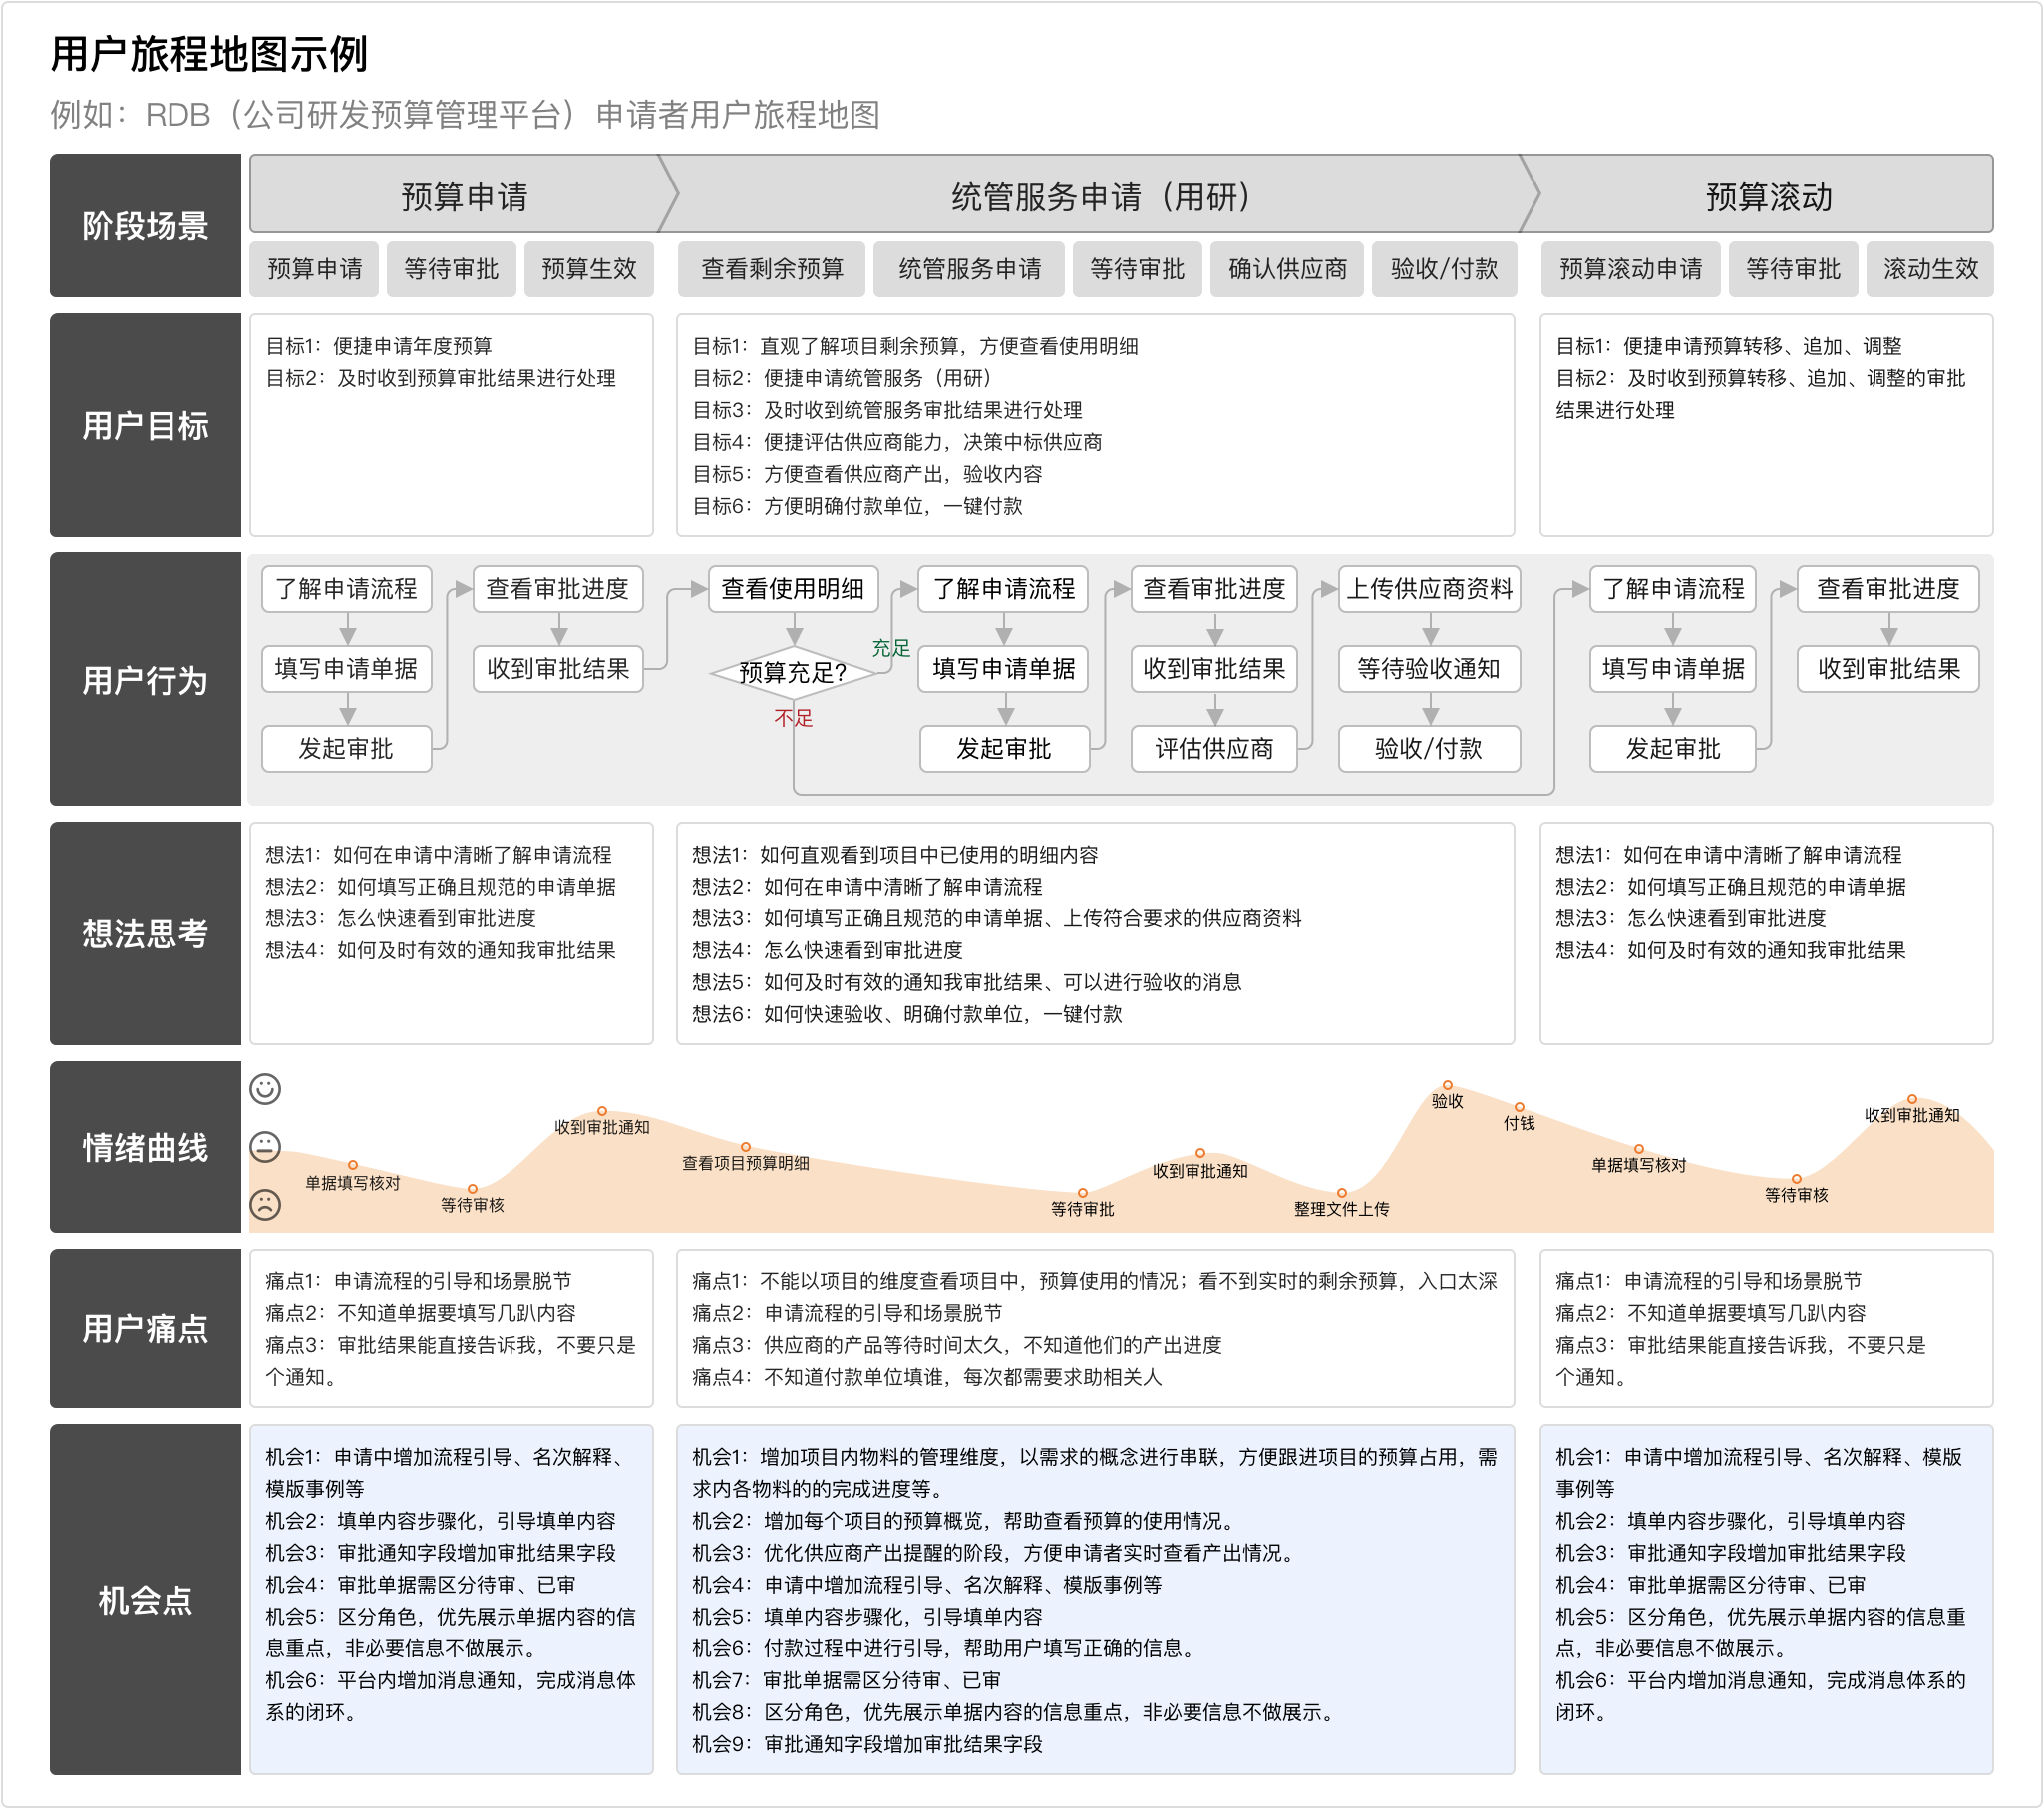 用户旅程地图示例
例如：RDB（公司研发预算管理平台）申请者用户旅程地图
阶段场景
预算申请
统管服务申请（用研）
预算滚动
预算申请
等待审批
预算生效
查看剩余预算
统管服务申请
等待审批
确认供应商
验收/付款
预算滚动申请
等待审批
滚动生效
用户目标
目标1：便捷申请年度预算
目标2：及时收到预算审批结果进行处理
目标1：直观了解项目剩余预算，方便查看使用明细
目标2：便捷申请统管服务（用研）
目标3：及时收到统管服务审批结果进行处理
目标4：便捷评估供应商能力，决策中标供应商
目标5：方便查看供应商产出，验收内容
目标6：方便明确付款单位，一键付款
目标1：便捷申请预算转移、追加、调整
目标2：及时收到预算转移、追加、调整的审批
结果进行处理
用户行为
了解申请流程
填写申请单据
发起审批
查看审批进度
收到审批结果
查看使用明细
预算充足?
充足
不足
了解申请流程
填写申请单据
发起审批
查看审批进度
收到审批结果
评估供应商
上传供应商资料
等待验收通知
验收/付款
了解申请流程
填写申请单据
发起审批
查看审批进度
收到审批结果
想法思考
想法1：如何在申请中清晰了解申请流程
想法2：如何填写正确且规范的申请单据
想法3：怎么快速看到审批进度
想法4：如何及时有效的通知我审批结果
想法1：如何直观看到项目中已使用的明细内容
想法2：如何在申请中清晰了解申请流程
想法3：如何填写正确且规范的申请单据、上传符合要求的供应商资料
想法4：怎么快速看到审批进度
想法5：如何及时有效的通知我审批结果、可以进行验收的消息
想法6：如何快速验收、明确付款单位，一键付款
想法1：如何在申请中清晰了解申请流程
想法2：如何填写正确且规范的申请单据
想法3：怎么快速看到审批进度
想法4：如何及时有效的通知我审批结果
情绪曲线
单据填写核对
等待审核
收到审批通知
查看项目预算明细
等待审批
收到审批通知
整理文件上传
验收
付钱
单据填写核对
等待审核
收到审批通知
用户痛点
痛点1：申请流程的引导和场景脱节
痛点2：不知道单据要填写几趴内容
痛点3：审批结果能直接告诉我，不要只是
个通知。
痛点1：不能以项目的维度查看项目中，预算使用的情况；看不到实时的剩余预算，入口太深
痛点2：申请流程的引导和场景脱节
痛点3：供应商的产品等待时间太久，不知道他们的产出进度
痛点4：不知道付款单位填谁，每次都需要求助相关人
痛点1：申请流程的引导和场景脱节
痛点2：不知道单据要填写几趴内容
痛点3：审批结果能直接告诉我，不要只是
个通知。
机会点
机会1：申请中增加流程引导、名次解释、
模版事例等
机会2：填单内容步骤化，引导填单内容
机会3：审批通知字段增加审批结果字段
机会4：审批单据需区分待审、已审
机会5：区分角色，优先展示单据内容的信
息重点，非必要信息不做展示。
机会6：平台内增加消息通知，完成消息体
系的闭环。
机会1：增加项目内物料的管理维度，以需求的概念进行串联，方便跟进项目的预算占用，需
求内各物料的的完成进度等。
机会2：增加每个项目的预算概览，帮助查看预算的使用情况。
机会3：优化供应商产出提醒的阶段，方便申请者实时查看产出情况。
机会4：申请中增加流程引导、名次解释、模版事例等
机会5：填单内容步骤化，引导填单内容
机会6：付款过程中进行引导，帮助用户填写正确的信息。
机会7：审批单据需区分待审、已审
机会8：区分角色，优先展示单据内容的信息重点，非必要信息不做展示。
机会9：审批通知字段增加审批结果字段
机会1：申请中增加流程引导、名次解释、模版
事例等
机会2：填单内容步骤化，引导填单内容
机会3：审批通知字段增加审批结果字段
机会4：审批单据需区分待审、已审
机会5：区分角色，优先展示单据内容的信息重
点，非必要信息不做展示。
机会6：平台内增加消息通知，完成消息体系的
闭环。